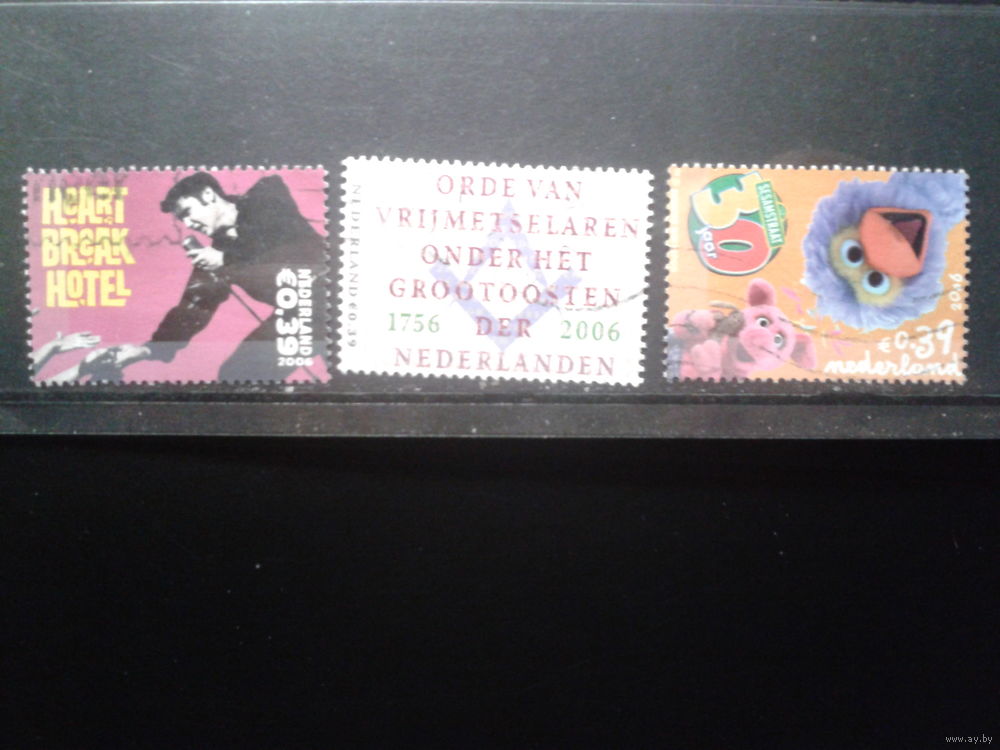 HEART
BREAK
HOTEL
NEDERLAND
€0,39
2006
NEDERLAND €0.39
ORDE VAN
VRIJMETSELAREN
ONDER HET
GROOTOOSTEN
1756 DER 2006
NEDERLANDEN
30
jaar
SESAMSTRAAT
2006
€0.39
nederland
www.ay.by